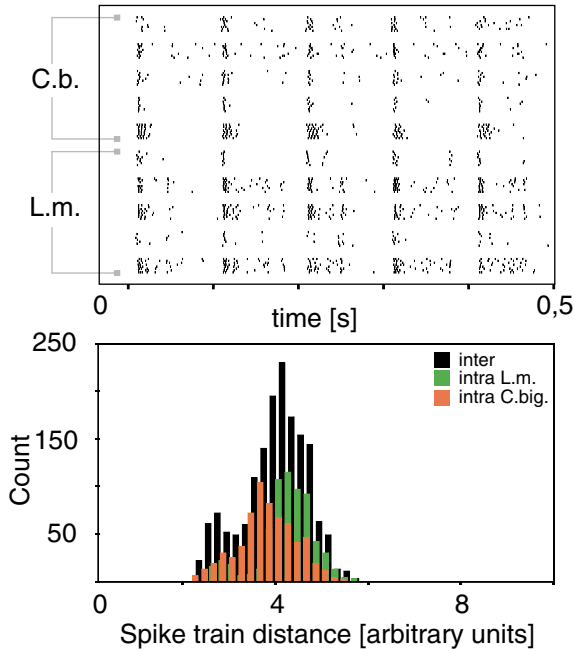 C.b.
L.m.
0
0,5
time [s]
250
150
50
Count
inter
intra L.m.
intra C.big.
0
4
8
Spike train distance [arbitrary units]